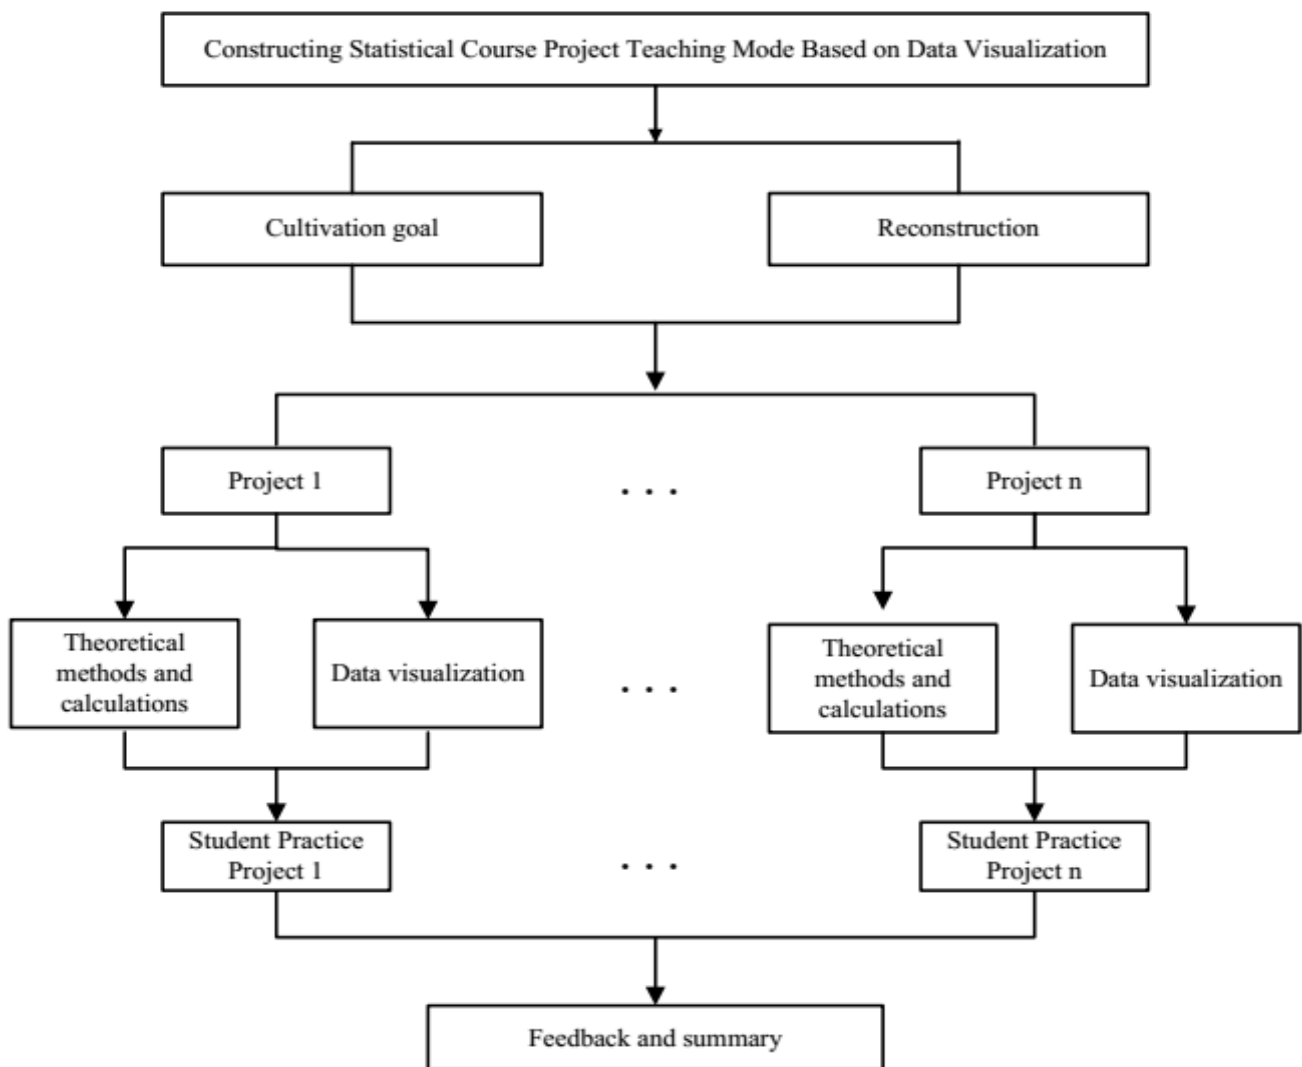 Constructing Statistical Course Project Teaching Mode Based on Data Visualization
Cultivation goal
Reconstruction
Project 1
. . .
Project n
Theoretical
methods and
calculations
Data visualization
. . .
Theoretical
methods and
calculations
Data visualization
Student Practice
Project 1
. . .
Student Practice
Project n
Feedback and summary